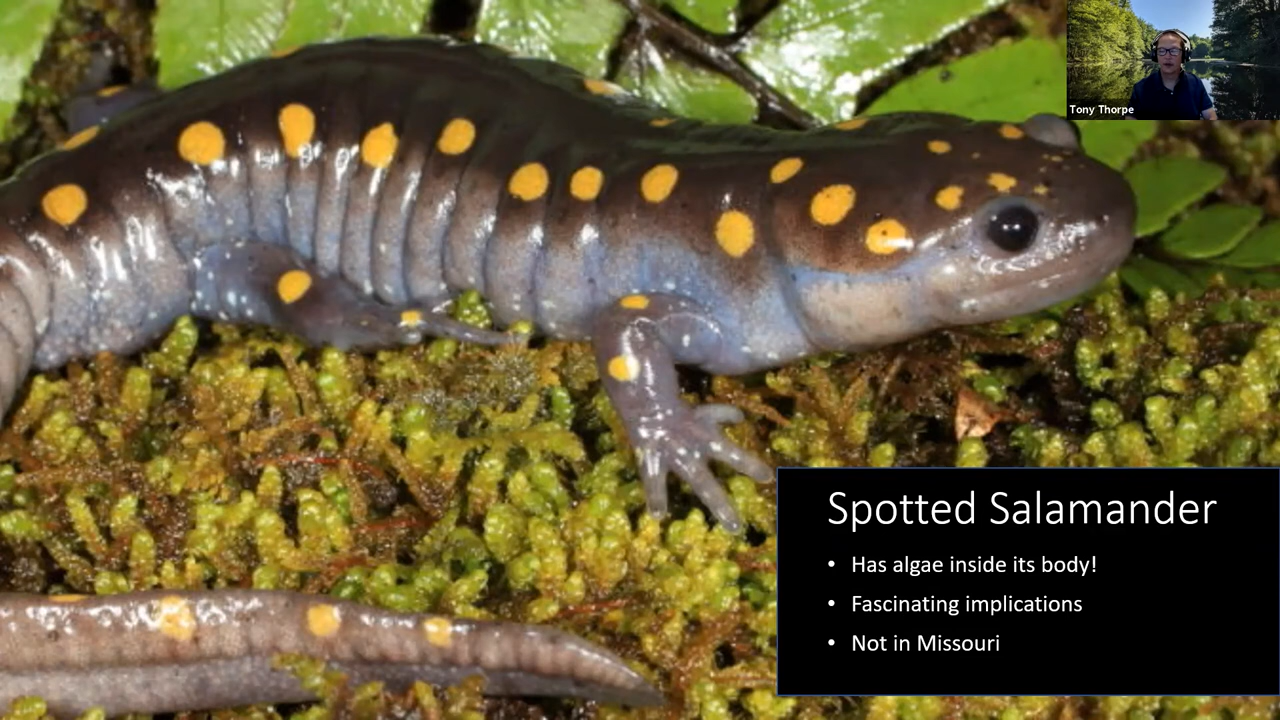 Tony Thorpe
Spotted Salamander
• Has algae inside its body!
• Fascinating implications
• Not in Missouri